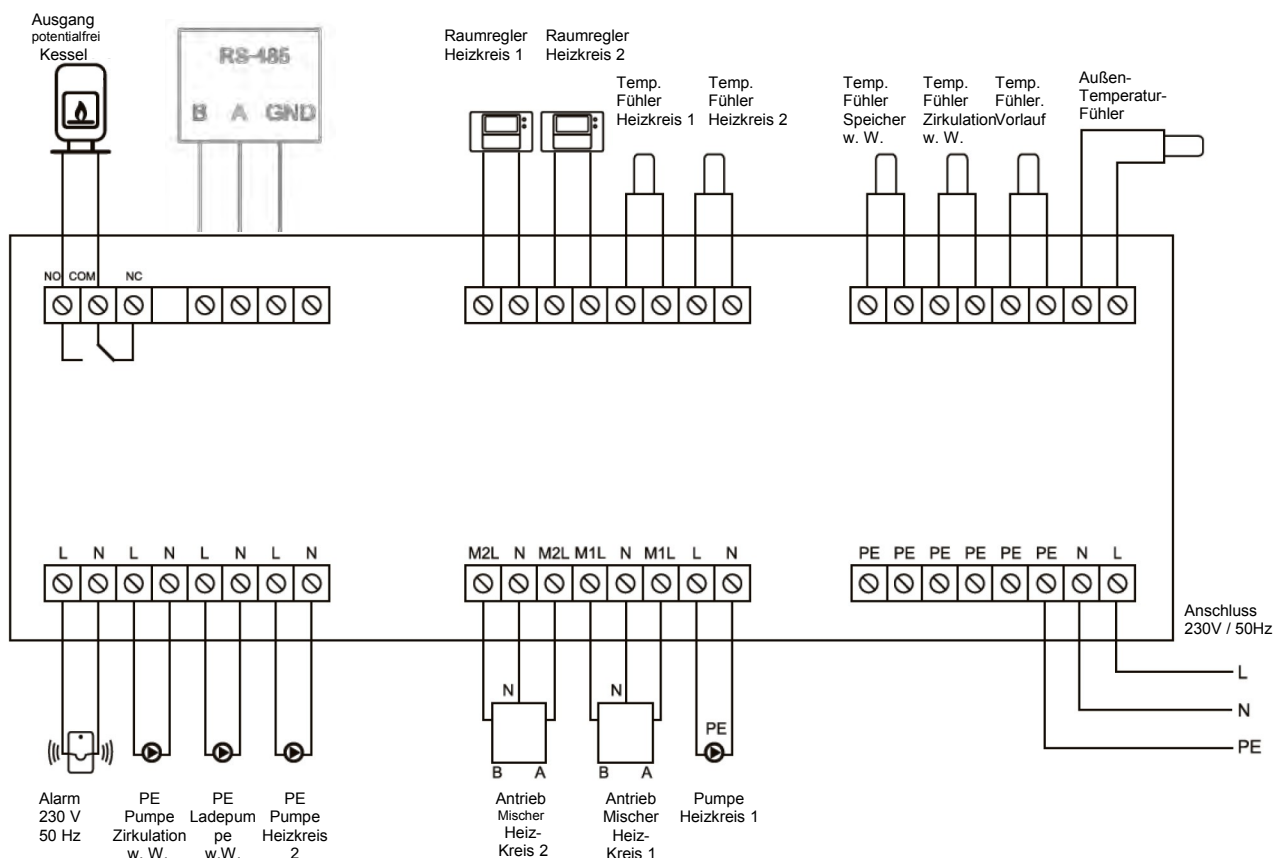 Ausgang
potentialfrei
Kessel
RS-485
B A GND
Raumregler
Heizkreis 1
Raumregler
Heizkreis 2
Temp.
Fühler
Heizkreis 1
Temp.
Fühler
Heizkreis 2
Temp.
Fühler
Speicher
w. W.
Temp.
Fühler
Zirkulation
w. W.
Temp.
Fühler.
Vorlauf
Außen-
Temperatur-
Fühler
NO COM NC
L N L N L N L N
M2L N M2L M1L N M1L L N
PE PE PE PE PE PE N L
Anschluss
230V / 50Hz
L
N
PE
N
B A
N
B A
PE
Alarm
230 V
50 Hz
PE
Pumpe
Zirkulation
w. W.
PE
Ladepum
pe
w.W.
PE
Pumpe
Heizkreis
2
Antrieb
Mischer
Heiz-
Kreis 2
Antrieb
Mischer
Heiz-
Kreis 1
Pumpe
Heizkreis 1